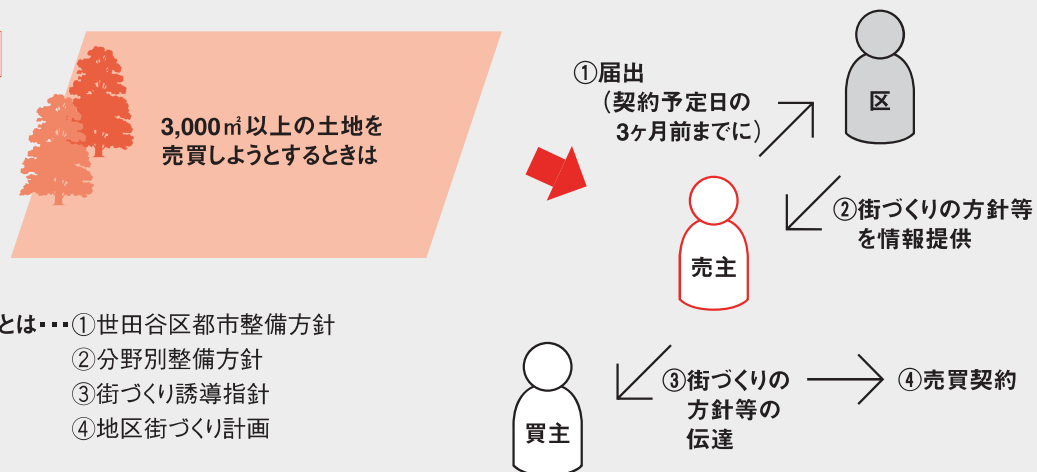 3,000㎡以上の土地を
売買しようとするときは
①届出
（契約予定日の
3ヶ月前までに）
区
②街づくりの方針等
を情報提供
売主
とは・・・①世田谷区都市整備方針
②分野別整備方針
③街づくり誘導指針
④地区街づくり計画
③街づくりの
方針等の
伝達
④売買契約
買主